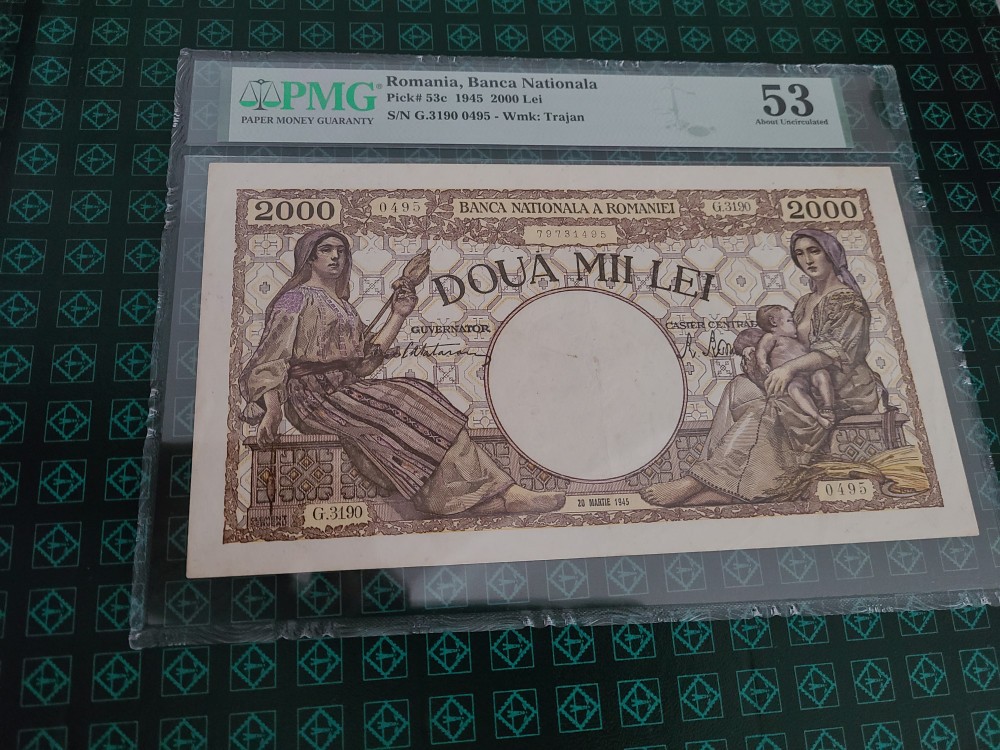 PMG
PAPER MONEY GUARANTY
Romania, Banca Nationala
Pick# 53c 1945 2000 Lei
S/N G.3190 0495 - Wmk: Trajan
53
About Uncirculated
2000
0495
BANCA NATIONALA A ROMANIEI
G.3190
2000
79731495
DOUA MII LEI
GUVERNATOR
CASIER CENTRAL
0495
G.3190
20 MARTIE 1945